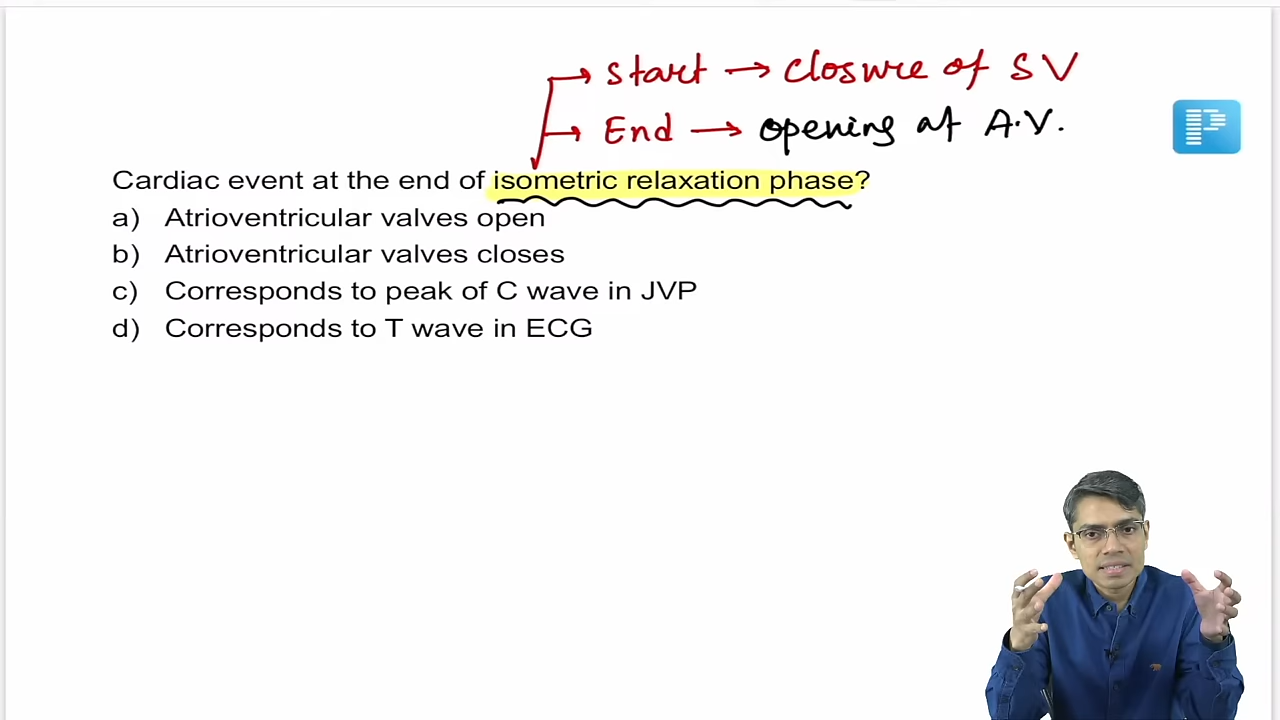 start → closure of S V
End → opening of A.V.
Cardiac event at the end of isometric relaxation phase?
a) Atrioventricular valves open
b) Atrioventricular valves closes
c) Corresponds to peak of C wave in JVP
d) Corresponds to T wave in ECG
P